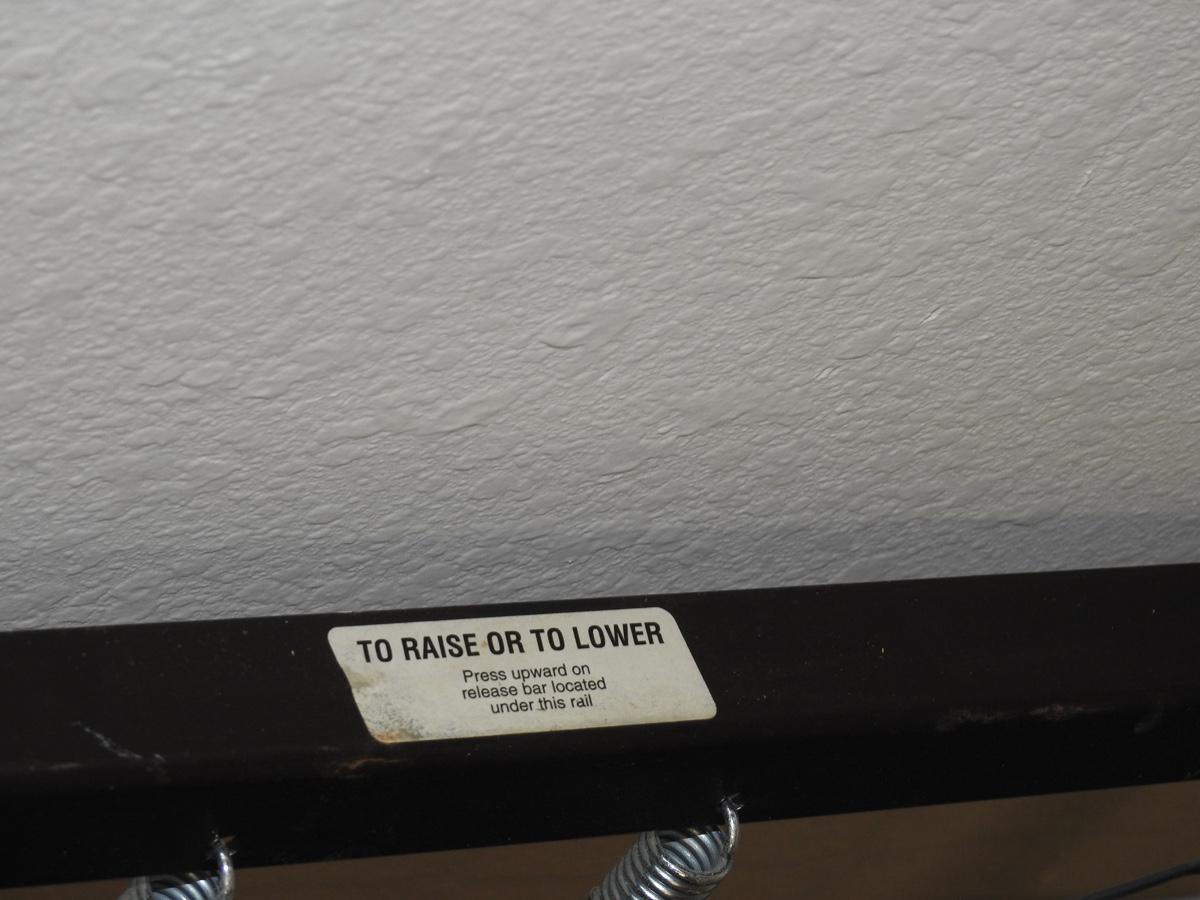 TO RAISE OR TO LOWER
Press upward on
release bar located
under this rail